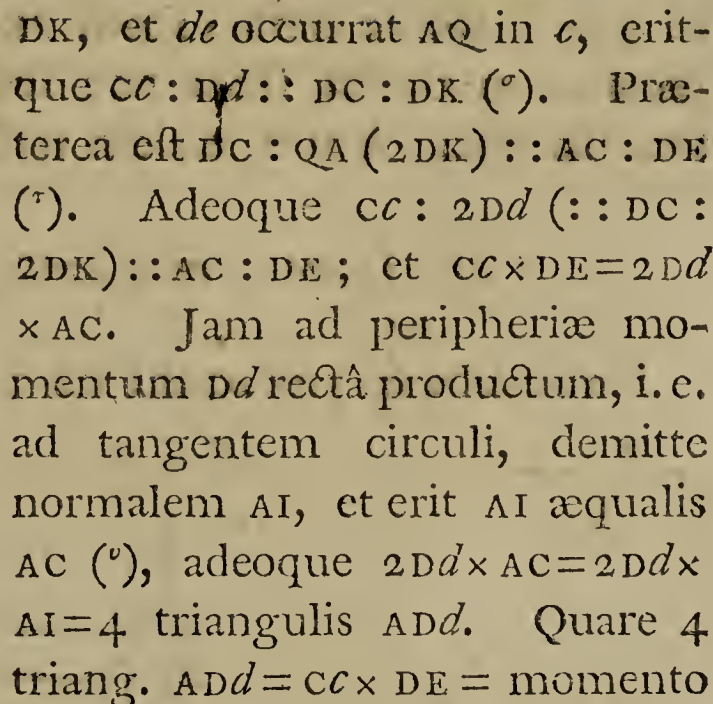 DK, et de occurrat AQ in c, erit-
que Cc : Dd :: DC : DK (σ). Præ-
terea eſt DC : QA (2DK) :: AC : DE
(τ). Adeoque Cc : 2Dd (:: DC :
2DK) :: AC : DE ; et Cc × DE = 2Dd
× AC. Jam ad peripheriæ mo-
mentum Dd rectâ productum, i. e.
ad tangentem circuli, demitte
normalem AI, et erit AI æqualis
AC (υ), adeoque 2Dd × AC = 2Dd ×
AI = 4 triangulis ADd. Quare 4
triang. ADd = Cc × DE = momento